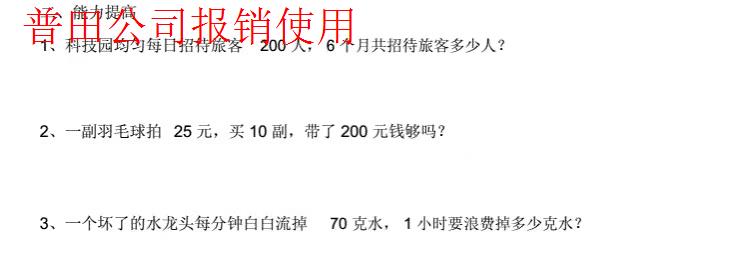 能力提高
普田公司报销使用
1、科技园均匀每日招待旅客 200 人，6 个月共招待旅客多少人？
2、一副羽毛球拍 25 元，买 10 副，带了 200 元钱够吗？
3、一个坏了的水龙头每分钟白白流掉 70 克水， 1 小时要浪费掉多少克水？